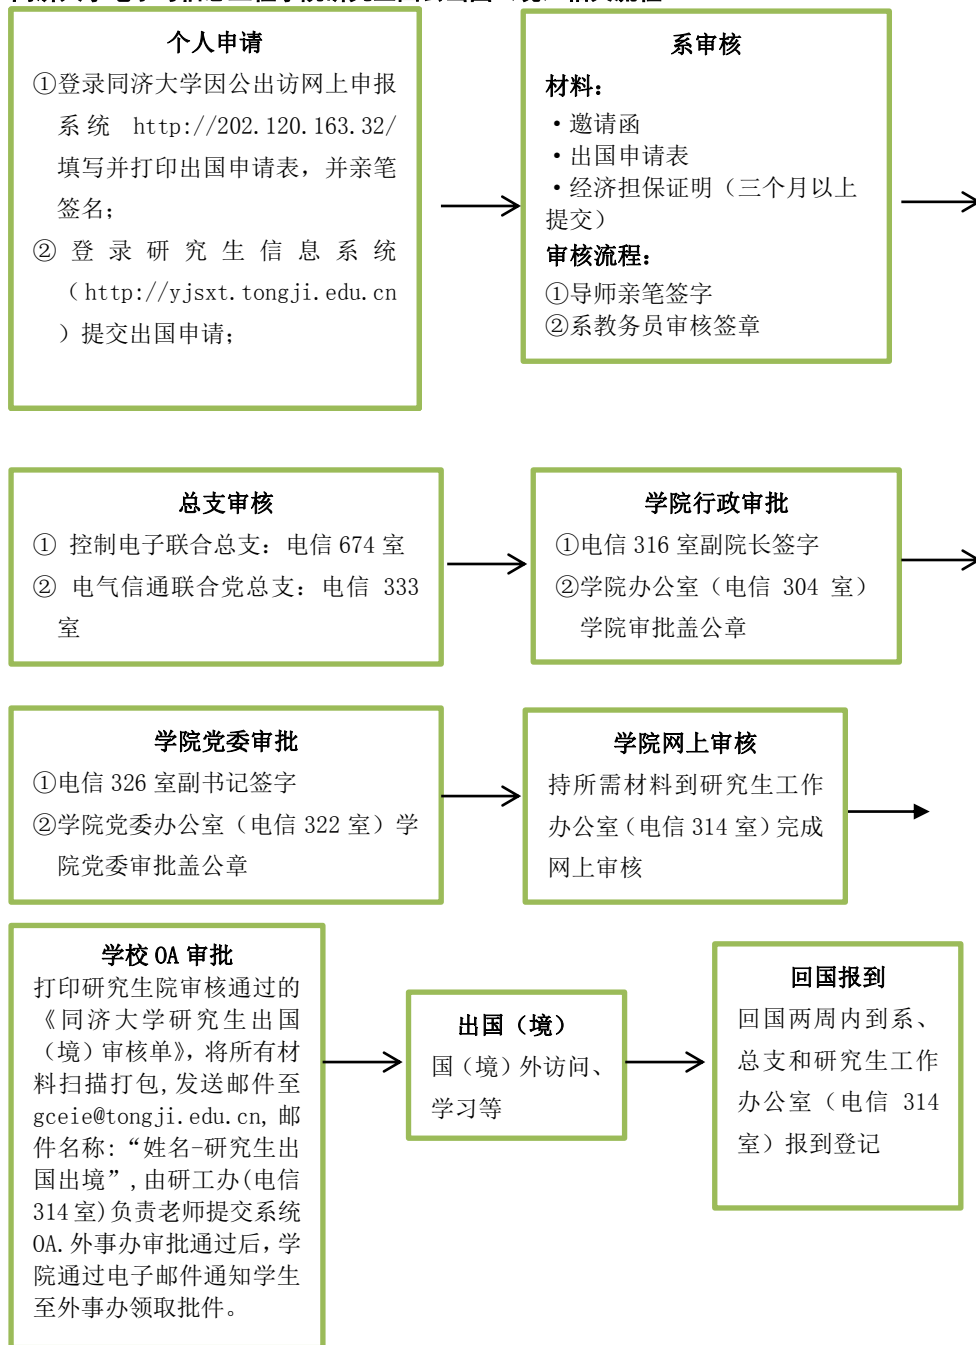 个人申请
①登录同济大学因公出访网上申报
系统 http://202.120.163.32/
填写并打印出国申请表，并亲笔
签名；
② 登录研究生信息系统
（http://yjsxt.tongji.edu.cn
）提交出国申请；
系审核
材料：
·邀请函
·出国申请表
·经济担保证明（三个月以上
提交）
审核流程：
①导师亲笔签字
②系教务员审核签章
总支审核
① 控制电子联合总支：电信 674 室
② 电气信通联合党总支：电信 333
室
学院行政审批
①电信 316 室副院长签字
②学院办公室（电信 304 室）
学院审批盖公章
学院党委审批
①电信 326 室副书记签字
②学院党委办公室（电信 322 室）学
院党委审批盖公章
学院网上审核
持所需材料到研究生工作
办公室（电信 314 室）完成
网上审核
学校 OA 审批
打印研究生院审核通过的
《同济大学研究生出国
（境）审核单》，将所有材
料扫描打包,发送邮件至
gceie@tongji.edu.cn,邮
件名称：“姓名-研究生出
国出境”,由研工办(电信
314 室)负责老师提交系统
OA.外事办审批通过后，学
院通过电子邮件通知学生
至外事办领取批件。
出国（境）
国（境）外访问、
学习等
回国报到
回国两周内到系、
总支和研究生工作
办公室（电信 314
室）报到登记